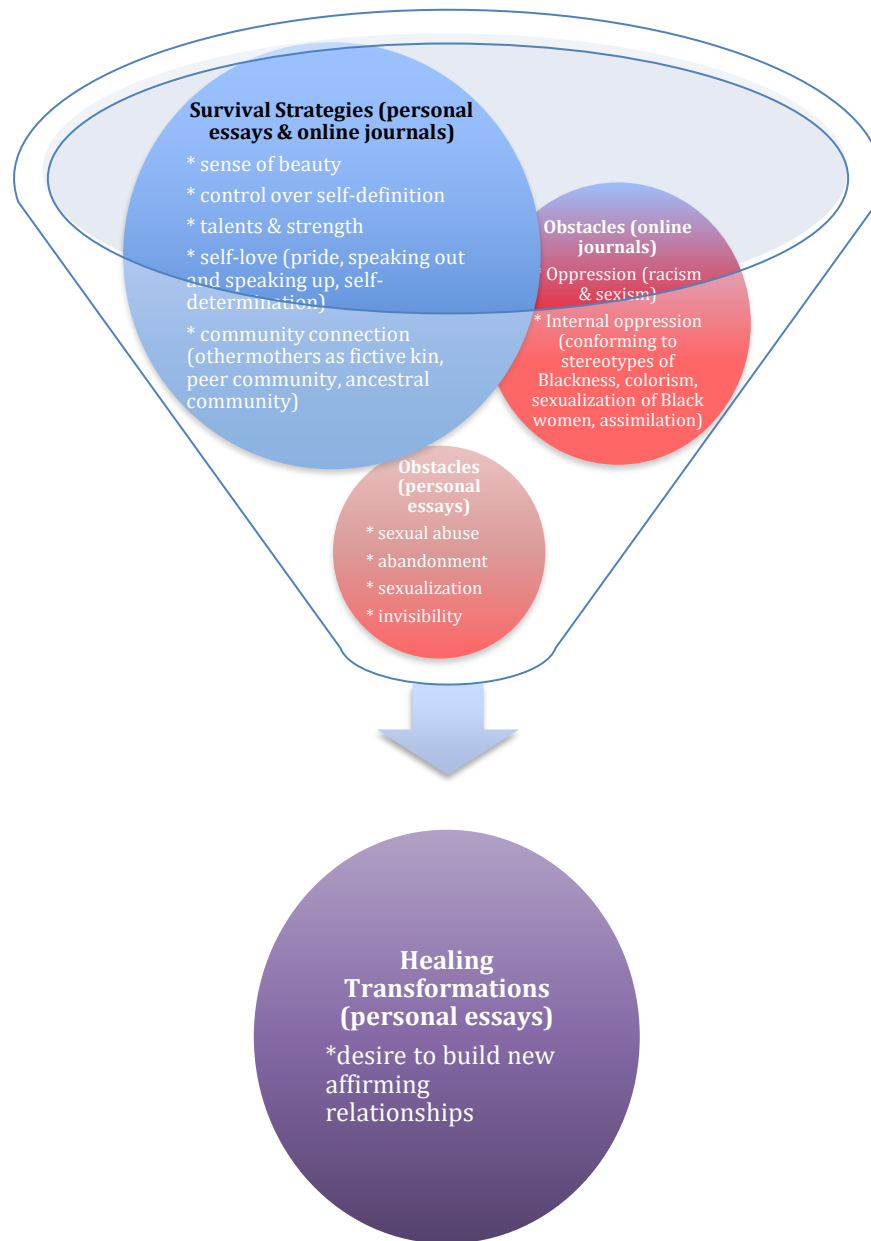 Survival Strategies (personal
essays & online journals)
* sense of beauty
* control over self-definition
* talents & strength
* self-love (pride, speaking out
and speaking up, self-
determination)
* community connection
(othermothers as fictive kin,
peer community, ancestral
community)
Obstacles (online
journals)
* Oppression (racism
& sexism)
* Internal oppression
(conforming to
stereotypes of
Blackness, colorism,
sexualization of Black
women, assimilation)
Obstacles
(personal
essays)
* sexual abuse
* abandonment
* sexualization
* invisibility
Healing
Transformations
(personal essays)
*desire to build new
affirming
relationships